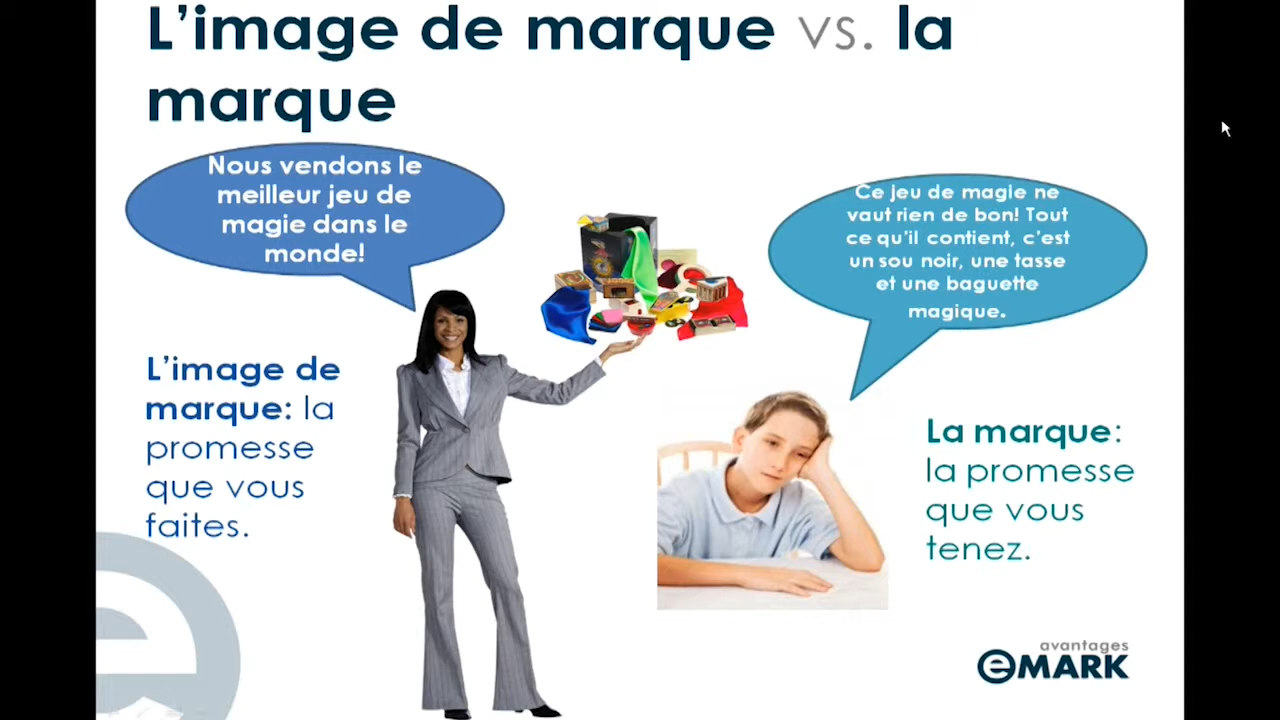 L'image de marque vs. la
marque
Nous vendons le
meilleur jeu de
magie dans le
monde!
Ce jeu de magie ne
vaut rien de bon! Tout
ce qu'il contient, c'est
un sou noir, une tasse
et une baguette
magique.
L'image de
marque: la
promesse
que vous
faites.
La marque:
la promesse
que vous
tenez.
avantages
eMARK